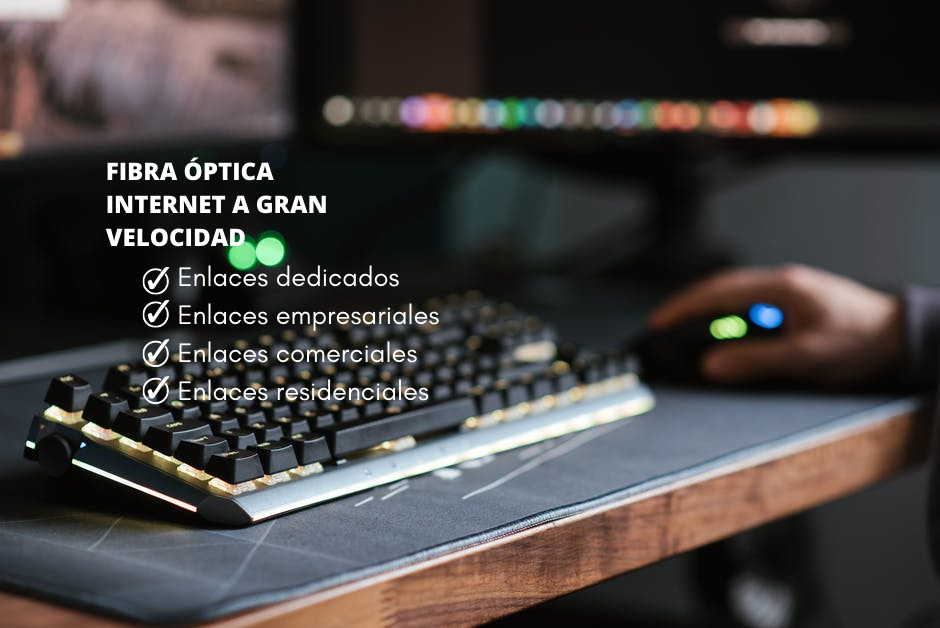 FIBRA ÓPTICA
INTERNET A GRAN
VELOCIDAD
Enlaces dedicados
Enlaces empresariales
Enlaces comerciales
Enlaces residenciales